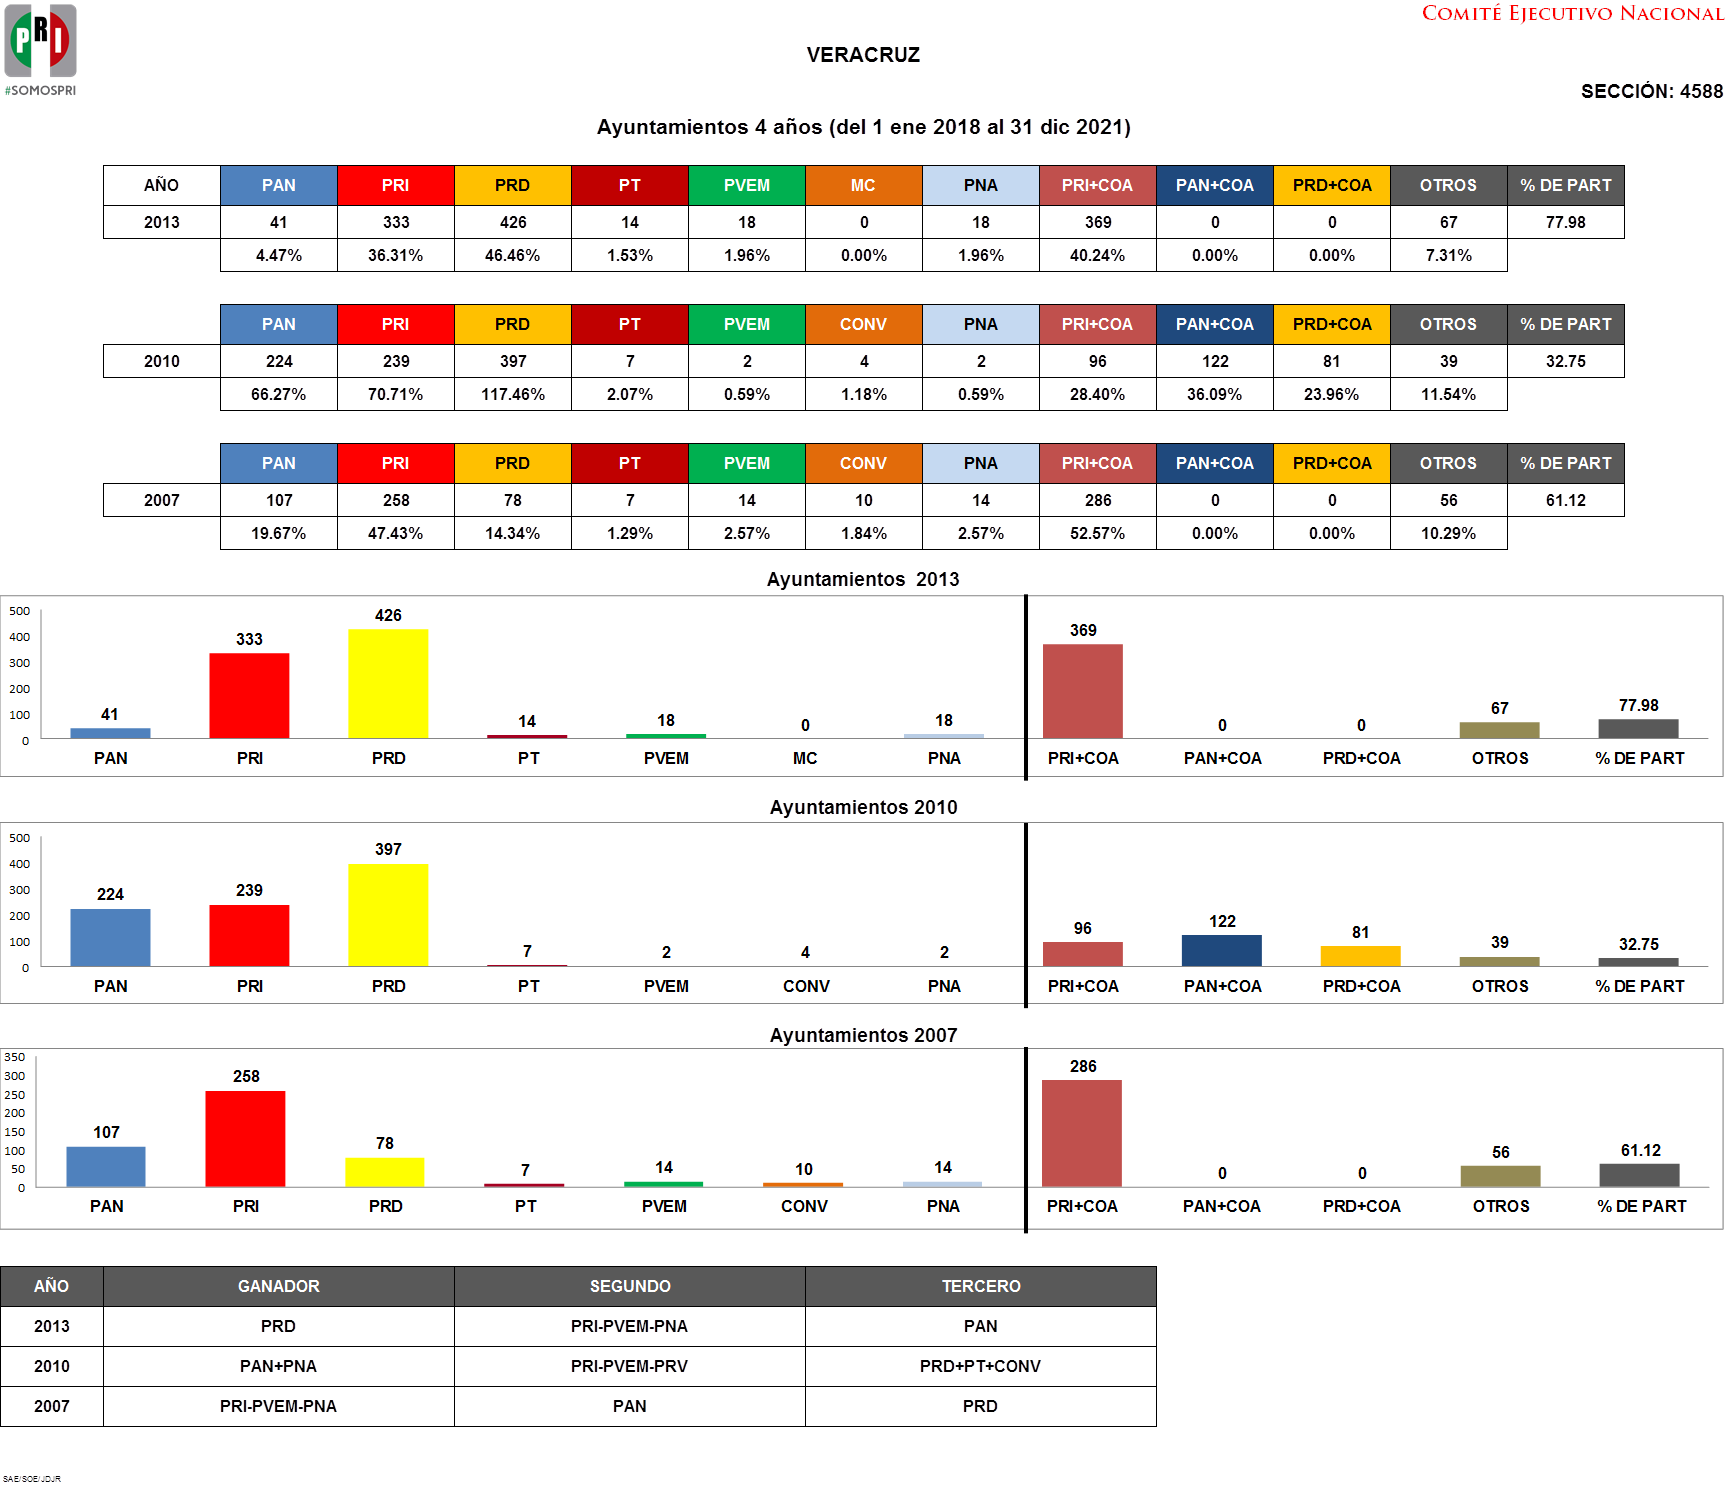 PRI
#SOMOSPRI
COMITÉ EJECUTIVO NACIONAL
VERACRUZ
SECCIÓN: 4588
Ayuntamientos 4 años (del 1 ene 2018 al 31 dic 2021)
AÑO PAN PRI PRD PT PVEM MC PNA PRI+COA PAN+COA PRD+COA OTROS % DE PART
2013 41 333 426 14 18 0 18 369 0 0 67 77.98
4.47% 36.31% 46.46% 1.53% 1.96% 0.00% 1.96% 40.24% 0.00% 0.00% 7.31%
PAN PRI PRD PT PVEM CONV PNA PRI+COA PAN+COA PRD+COA OTROS % DE PART
2010 224 239 397 7 2 4 2 96 122 81 39 32.75
66.27% 70.71% 117.46% 2.07% 0.59% 1.18% 0.59% 28.40% 36.09% 23.96% 11.54%
PAN PRI PRD PT PVEM CONV PNA PRI+COA PAN+COA PRD+COA OTROS % DE PART
2007 107 258 78 7 14 10 14 286 0 0 56 61.12
19.67% 47.43% 14.34% 1.29% 2.57% 1.84% 2.57% 52.57% 0.00% 0.00% 10.29%
Ayuntamientos 2013
500
400
300
200
100
0
41 333 426 14 18 0 18 369 0 0 67 77.98
PAN PRI PRD PT PVEM MC PNA PRI+COA PAN+COA PRD+COA OTROS % DE PART
Ayuntamientos 2010
500
400
300
200
100
0
224 239 397 7 2 4 2 96 122 81 39 32.75
PAN PRI PRD PT PVEM CONV PNA PRI+COA PAN+COA PRD+COA OTROS % DE PART
Ayuntamientos 2007
350
300
250
200
150
100
50
0
107 258 78 7 14 10 14 286 0 0 56 61.12
PAN PRI PRD PT PVEM CONV PNA PRI+COA PAN+COA PRD+COA OTROS % DE PART
AÑO GANADOR SEGUNDO TERCERO
2013 PRD PRI-PVEM-PNA PAN
2010 PAN+PNA PRI-PVEM-PRV PRD+PT+CONV
2007 PRI-PVEM-PNA PAN PRD
SAE/SOE/JDJR